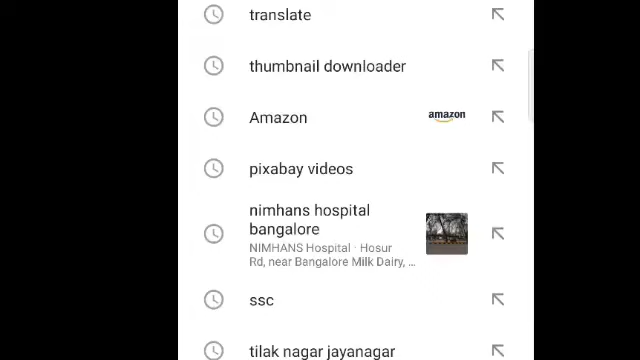 translate
thumbnail downloader
Amazon
amazon
pixabay videos
nimhans hospital
bangalore
NIMHANS Hospital · Hosur
Rd, near Bangalore Milk Dairy, ...
ssc
tilak nagar jayanagar